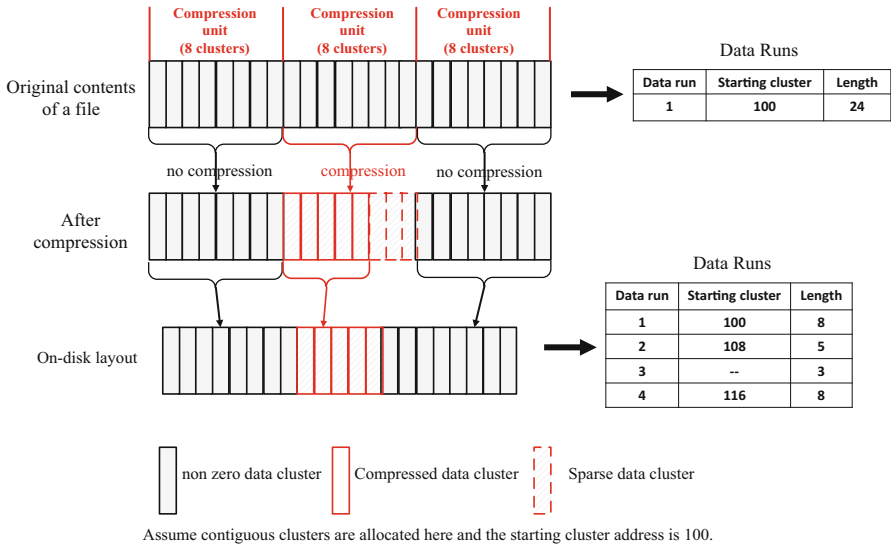 Compression unit (8 clusters)
Compression unit (8 clusters)
Compression unit (8 clusters)
Original contents of a file
Data Runs
Data run Starting cluster Length
1 100 24
no compression
compression
no compression
After compression
Data Runs
Data run Starting cluster Length
1 100 8
2 108 5
3 -- 3
4 116 8
On-disk layout
non zero data cluster
Compressed data cluster
Sparse data cluster
Assume contiguous clusters are allocated here and the starting cluster address is 100.